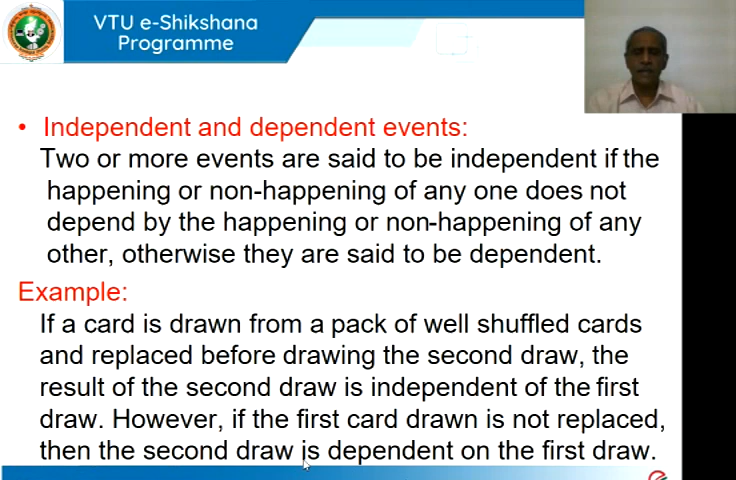 VTU e-Shikshana
Programme
• Independent and dependent events:
Two or more events are said to be independent if the
happening or non-happening of any one does not
depend by the happening or non-happening of any
other, otherwise they are said to be dependent.
Example:
If a card is drawn from a pack of well shuffled cards
and replaced before drawing the second draw, the
result of the second draw is independent of the first
draw. However, if the first card drawn is not replaced,
then the second draw is dependent on the first draw.